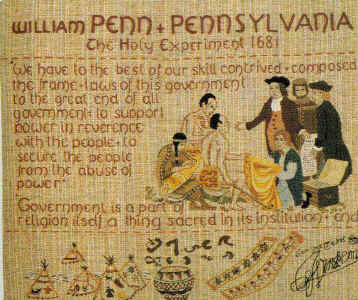 WILLIAM PENN + PENNSYLVANIA
The Holy Experiment 1681
"We have to the best of our skill contrived + composed
the frame + laws of this government
to the great end of all
government: to support
power in reverence
with the people + to
secure the people
from the abuse of
power"
Government is a part of
religion itself a thing sacred in its institution + end